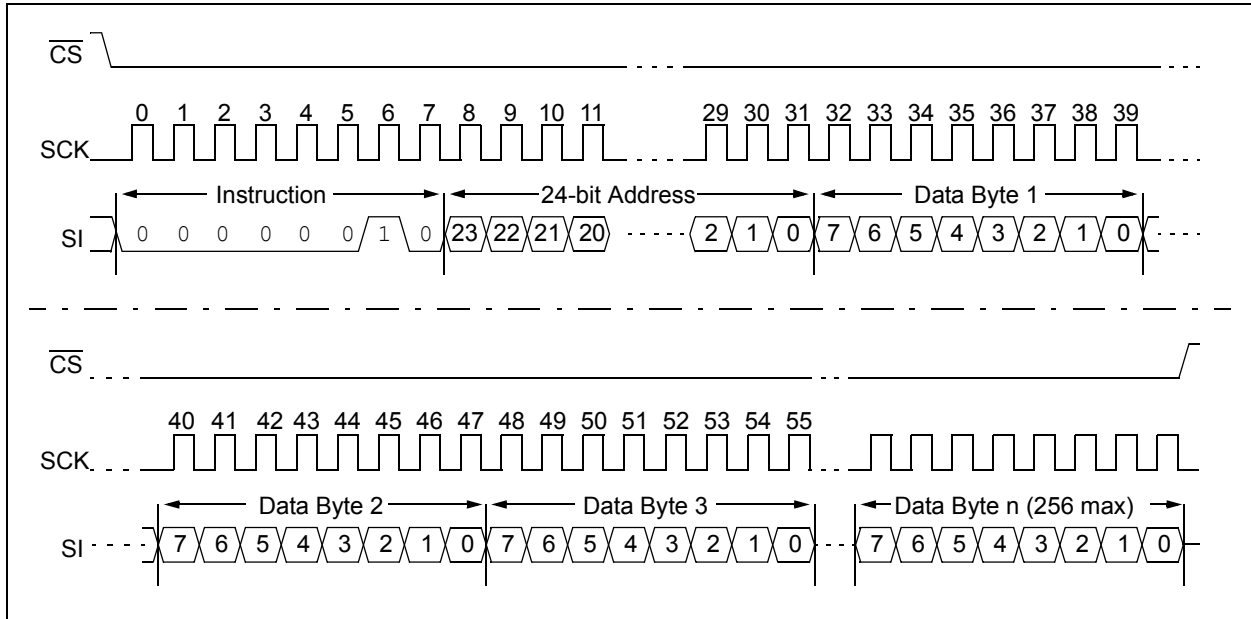 CS
0 1 2 3 4 5 6 7 8 9 10 11 29 30 31 32 33 34 35 36 37 38 39
SCK
Instruction 24-bit Address Data Byte 1
SI 0 0 0 0 0 0 1 0 23 22 21 20 2 1 0 7 6 5 4 3 2 1 0
CS
40 41 42 43 44 45 46 47 48 49 50 51 52 53 54 55
SCK
Data Byte 2 Data Byte 3 Data Byte n (256 max)
SI 7 6 5 4 3 2 1 0 7 6 5 4 3 2 1 0 7 6 5 4 3 2 1 0